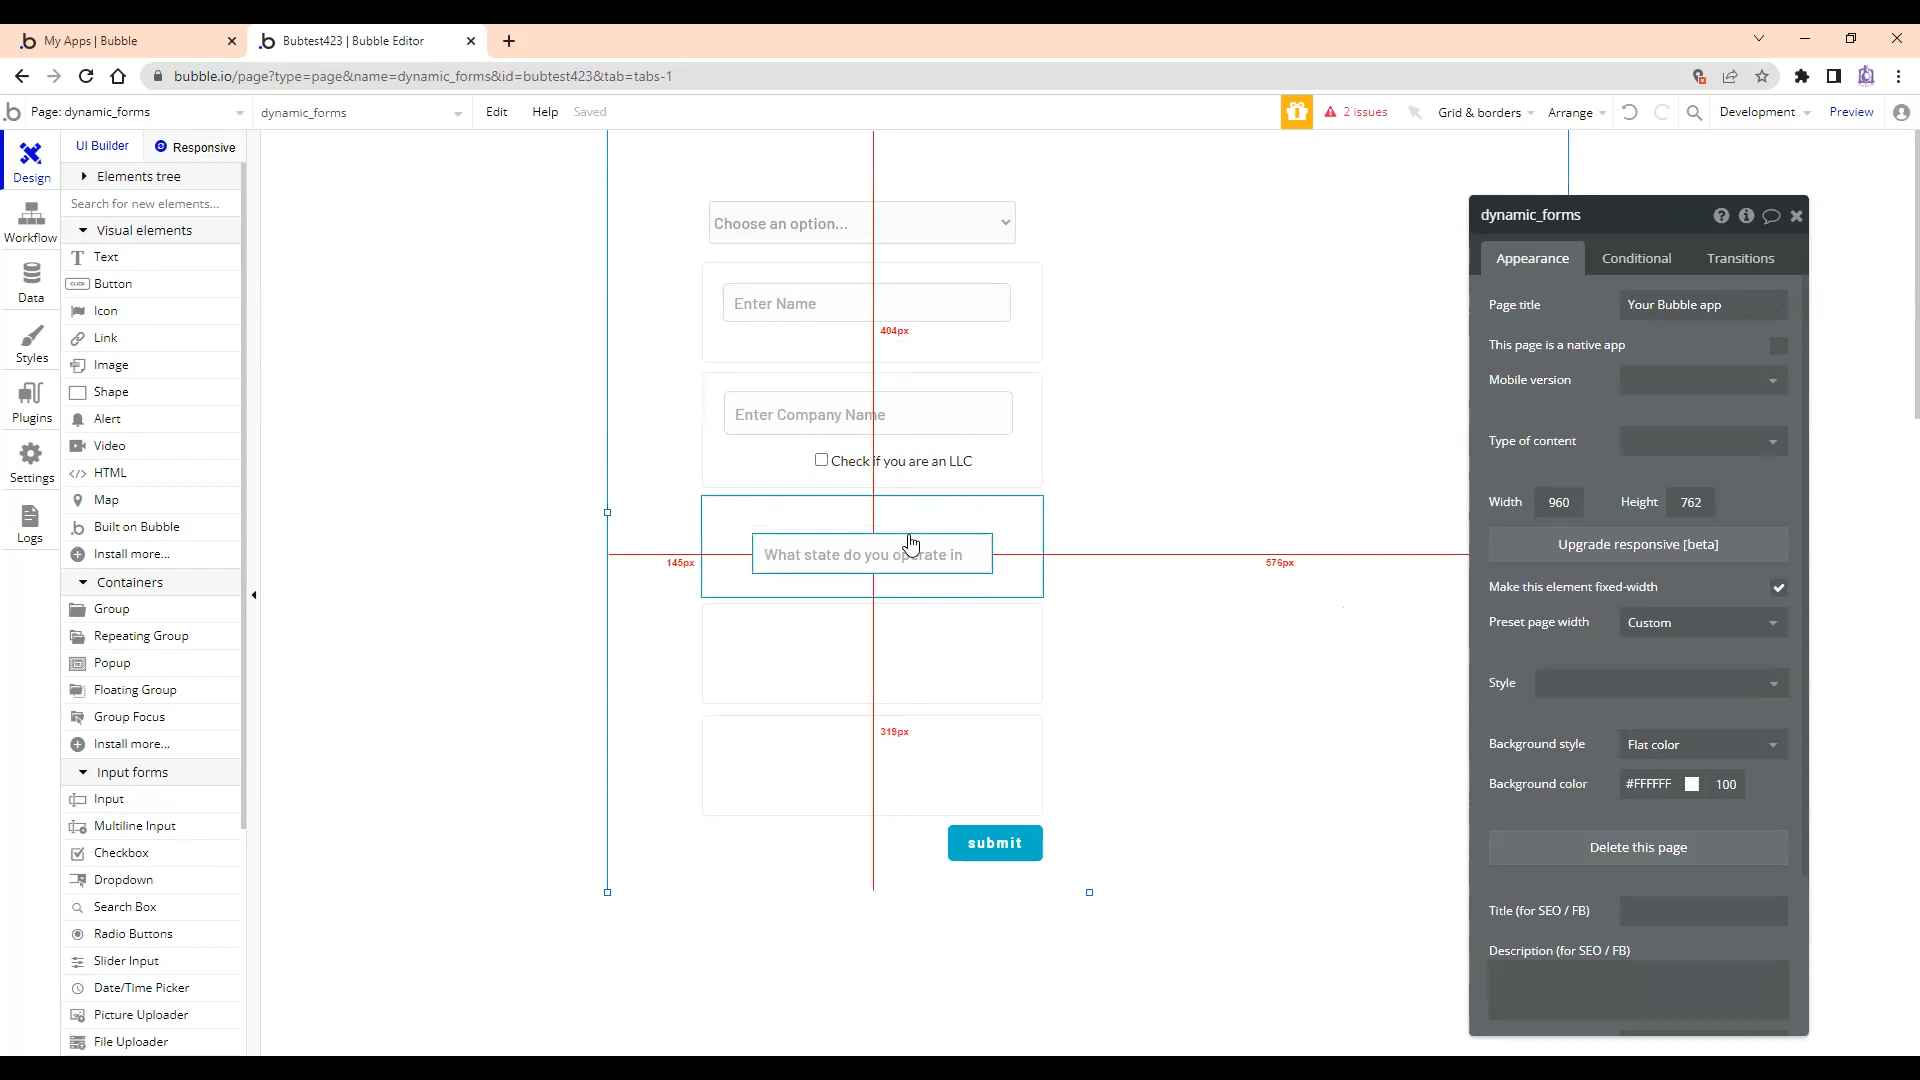 My Apps | Bubble
Bubtest423 | Bubble Editor
bubble.io/page?type=page&name=dynamic_forms&id=bubtest423&tab=tabs-1
Page: dynamic_forms
dynamic_forms
Edit
Help
Saved
2 issues
Grid & borders
Arrange
Development
Preview
Design
Workflow
Data
Styles
Plugins
Settings
Logs
UI Builder
Responsive
Elements tree
Search for new elements...
Visual elements
Text
CLICK Button
Icon
Link
Image
Shape
Alert
Video
HTML
Map
Built on Bubble
Install more...
Containers
Group
Repeating Group
Popup
Floating Group
Group Focus
Install more...
Input forms
Input
Multiline Input
Checkbox
Dropdown
Search Box
Radio Buttons
Slider Input
Date/Time Picker
Picture Uploader
File Uploader
Choose an option...
Enter Name
404px
Enter Company Name
Check if you are an LLC
What state do you operate in
145px
576px
319px
submit
dynamic_forms
Appearance
Conditional
Transitions
Page title
Your Bubble app
This page is a native app
Mobile version
Type of content
Width
960
Height
762
Upgrade responsive [beta]
Make this element fixed-width
Preset page width
Custom
Style
Background style
Flat color
Background color
#FFFFFF
100
Delete this page
Title (for SEO / FB)
Description (for SEO / FB)